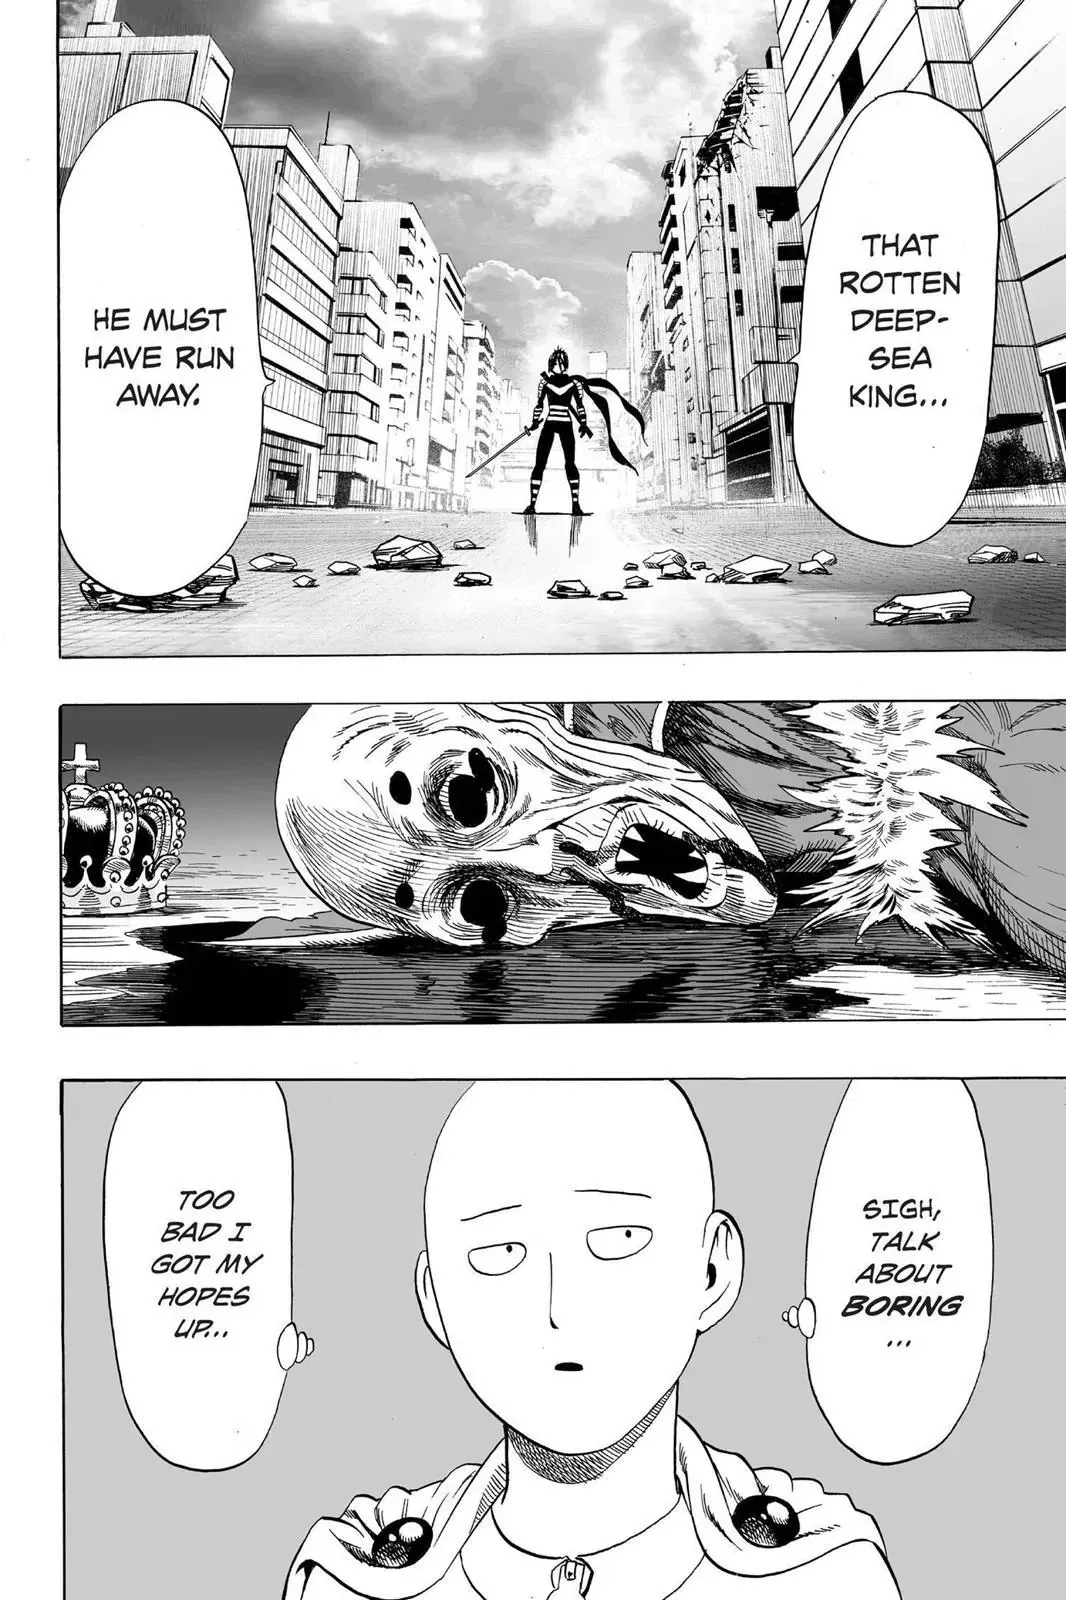 THAT
ROTTEN
DEEP-
SEA
KING...
HE MUST
HAVE RUN
AWAY.
SIGH,
TALK
ABOUT
BORING
...
TOO
BAD I
GOT MY
HOPES
UP...